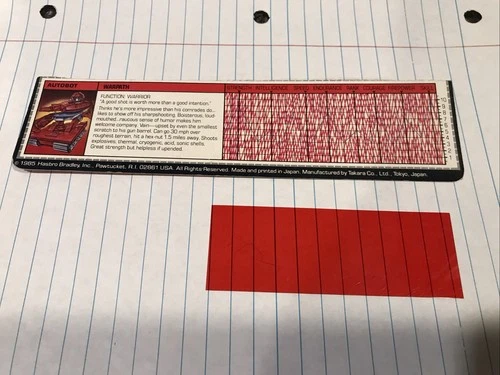 AUTOBOT WARPATH STRENGTH INTELLIGENCE SPEED ENDURANCE RANK COURAGE FIREPOWER SKILL
FUNCTION: WARRIOR
"A good shot is worth more than a good intention."
Thinks he's more impressive than his comrades do...
likes to show off his sharpshooting. Boisterous, loud-
mouthed...raucous sense of humor makes him
welcome company. Vain—upset by even the smallest
scratch to his gun barrel. Can go 30 mph over
roughest terrain, hit a hex nut 1.5 miles away. Shoots
explosives, thermal, cryogenic, acid, sonic shells.
Great strength but helpless if upended.
©1985 Hasbro Bradley, Inc., Pawtucket, R.I. 02861 USA. All Rights Reserved. Made and printed in Japan. Manufactured by Takara Co., Ltd., Tokyo, Japan.